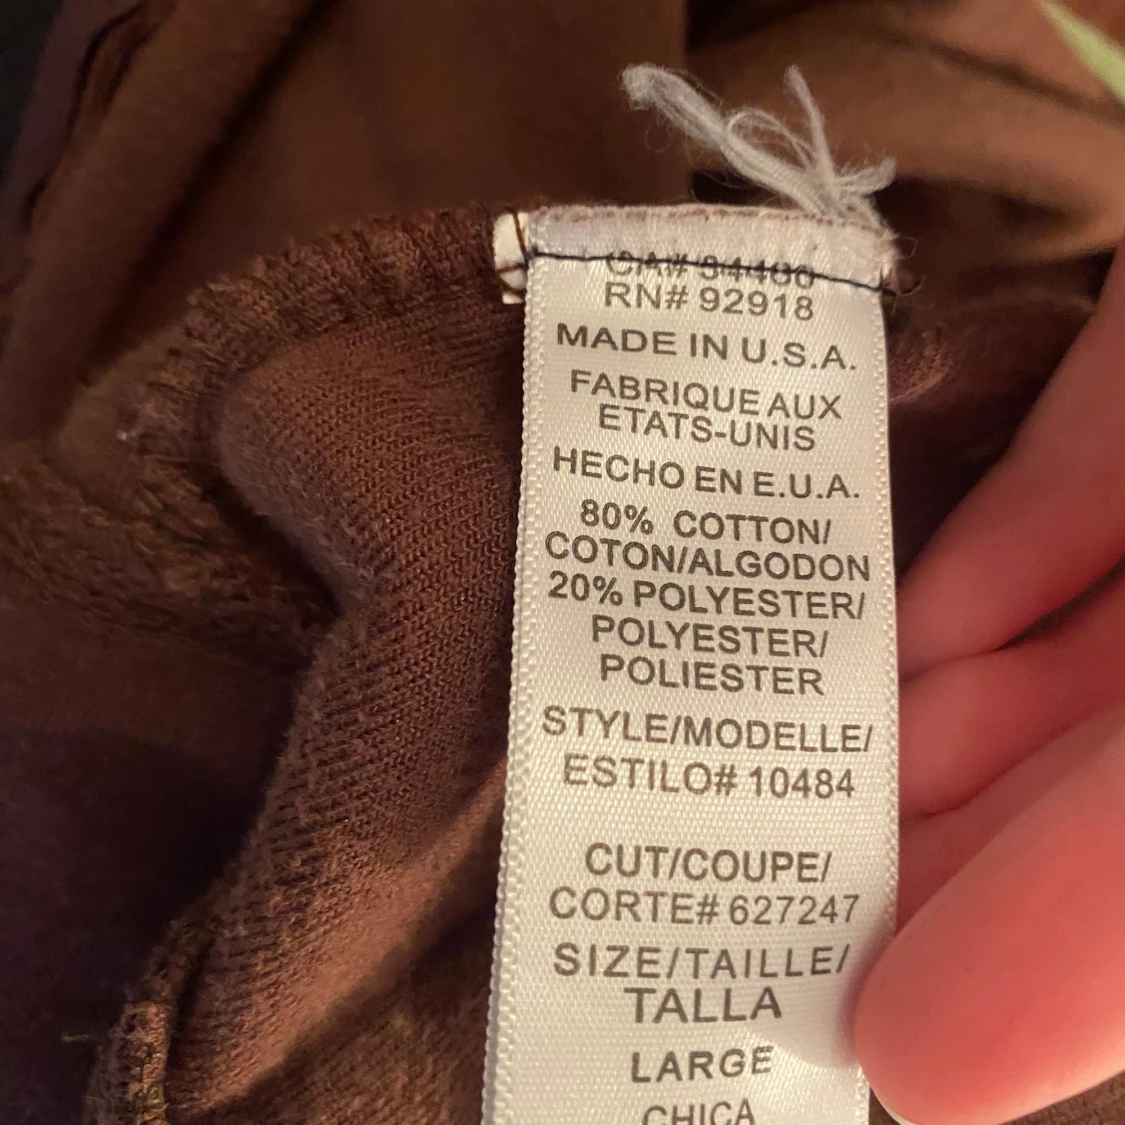 RN# 92918
MADE IN U.S.A.
FABRIQUE AUX
ETATS-UNIS
HECHO EN E.U.A.
80% COTTON/
COTON/ALGODON
20% POLYESTER/
POLYESTER/
POLIESTER
STYLE/MODELLE/
ESTILO# 10484
CUT/COUPE/
CORTE# 627247
SIZE/TAILLE/
TALLA
LARGE
CHICA